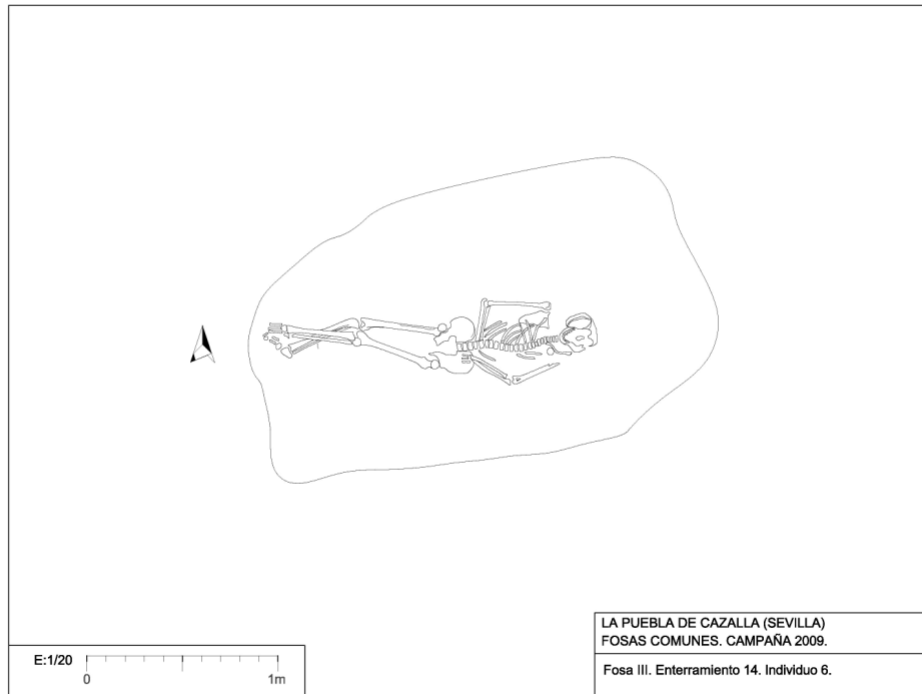 E:1/20
0
1m
LA PUEBLA DE CAZALLA (SEVILLA)
FOSAS COMUNES. CAMPAÑA 2009.
Fosa III. Enterramiento 14. Individuo 6.